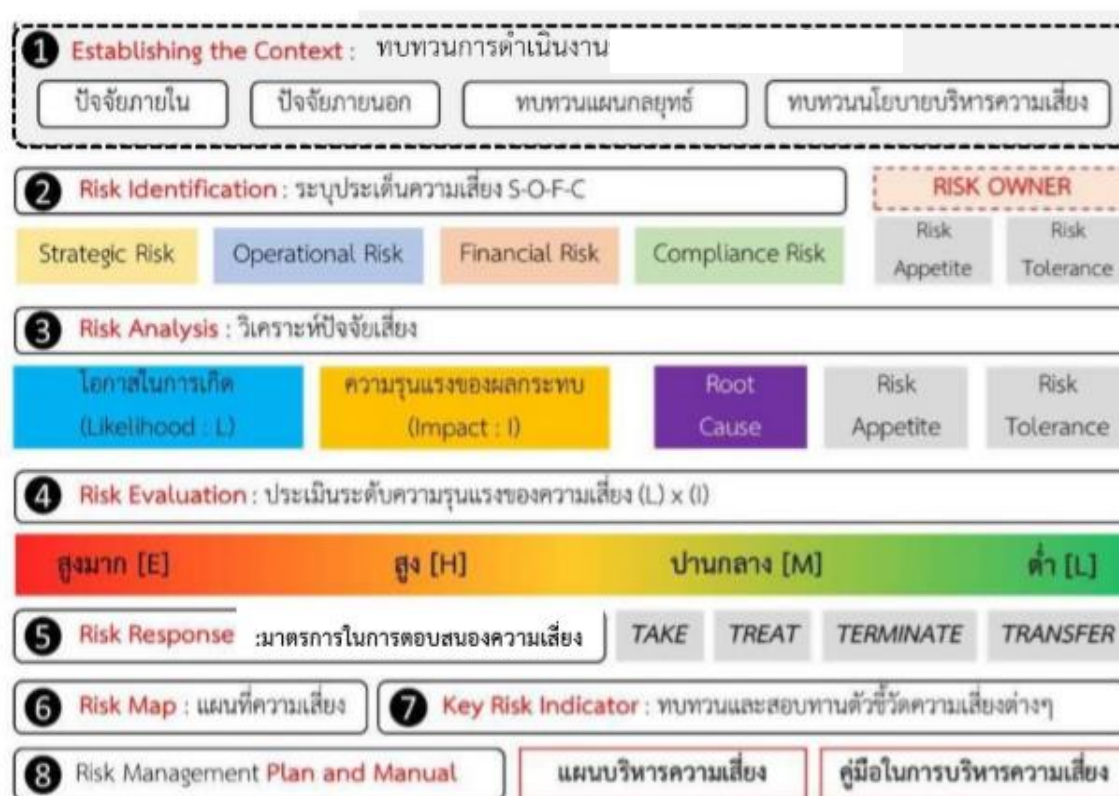 1 Establishing the Context : ทบทวนการดำเนินงาน
ปัจจัยภายใน ปัจจัยภายนอก ทบทวนแผนกลยุทธ์ ทบทวนนโยบายบริหารความเสี่ยง
2 Risk Identification : ระบุประเด็นความเสี่ยง S-O-F-C
RISK OWNER
Strategic Risk Operational Risk Financial Risk Compliance Risk
Risk Appetite
Risk Tolerance
3 Risk Analysis : วิเคราะห์ปัจจัยเสี่ยง
โอกาสในการเกิด
(Likelihood : L)
ความรุนแรงของผลกระทบ
(Impact : I)
Root
Cause
Risk
Appetite
Risk
Tolerance
4 Risk Evaluation : ประเมินระดับความรุนแรงของความเสี่ยง (L) x (I)
สูงมาก [E] สูง [H] ปานกลาง [M] ต่ำ [L]
5 Risk Response :มาตรการในการตอบสนองความเสี่ยง TAKE TREAT TERMINATE TRANSFER
6 Risk Map : แผนที่ความเสี่ยง
7 Key Risk Indicator : ทบทวนและสอบทานตัวชี้วัดความเสี่ยงต่างๆ
8 Risk Management Plan and Manual แผนบริหารความเสี่ยง คู่มือในการบริหารความเสี่ยง